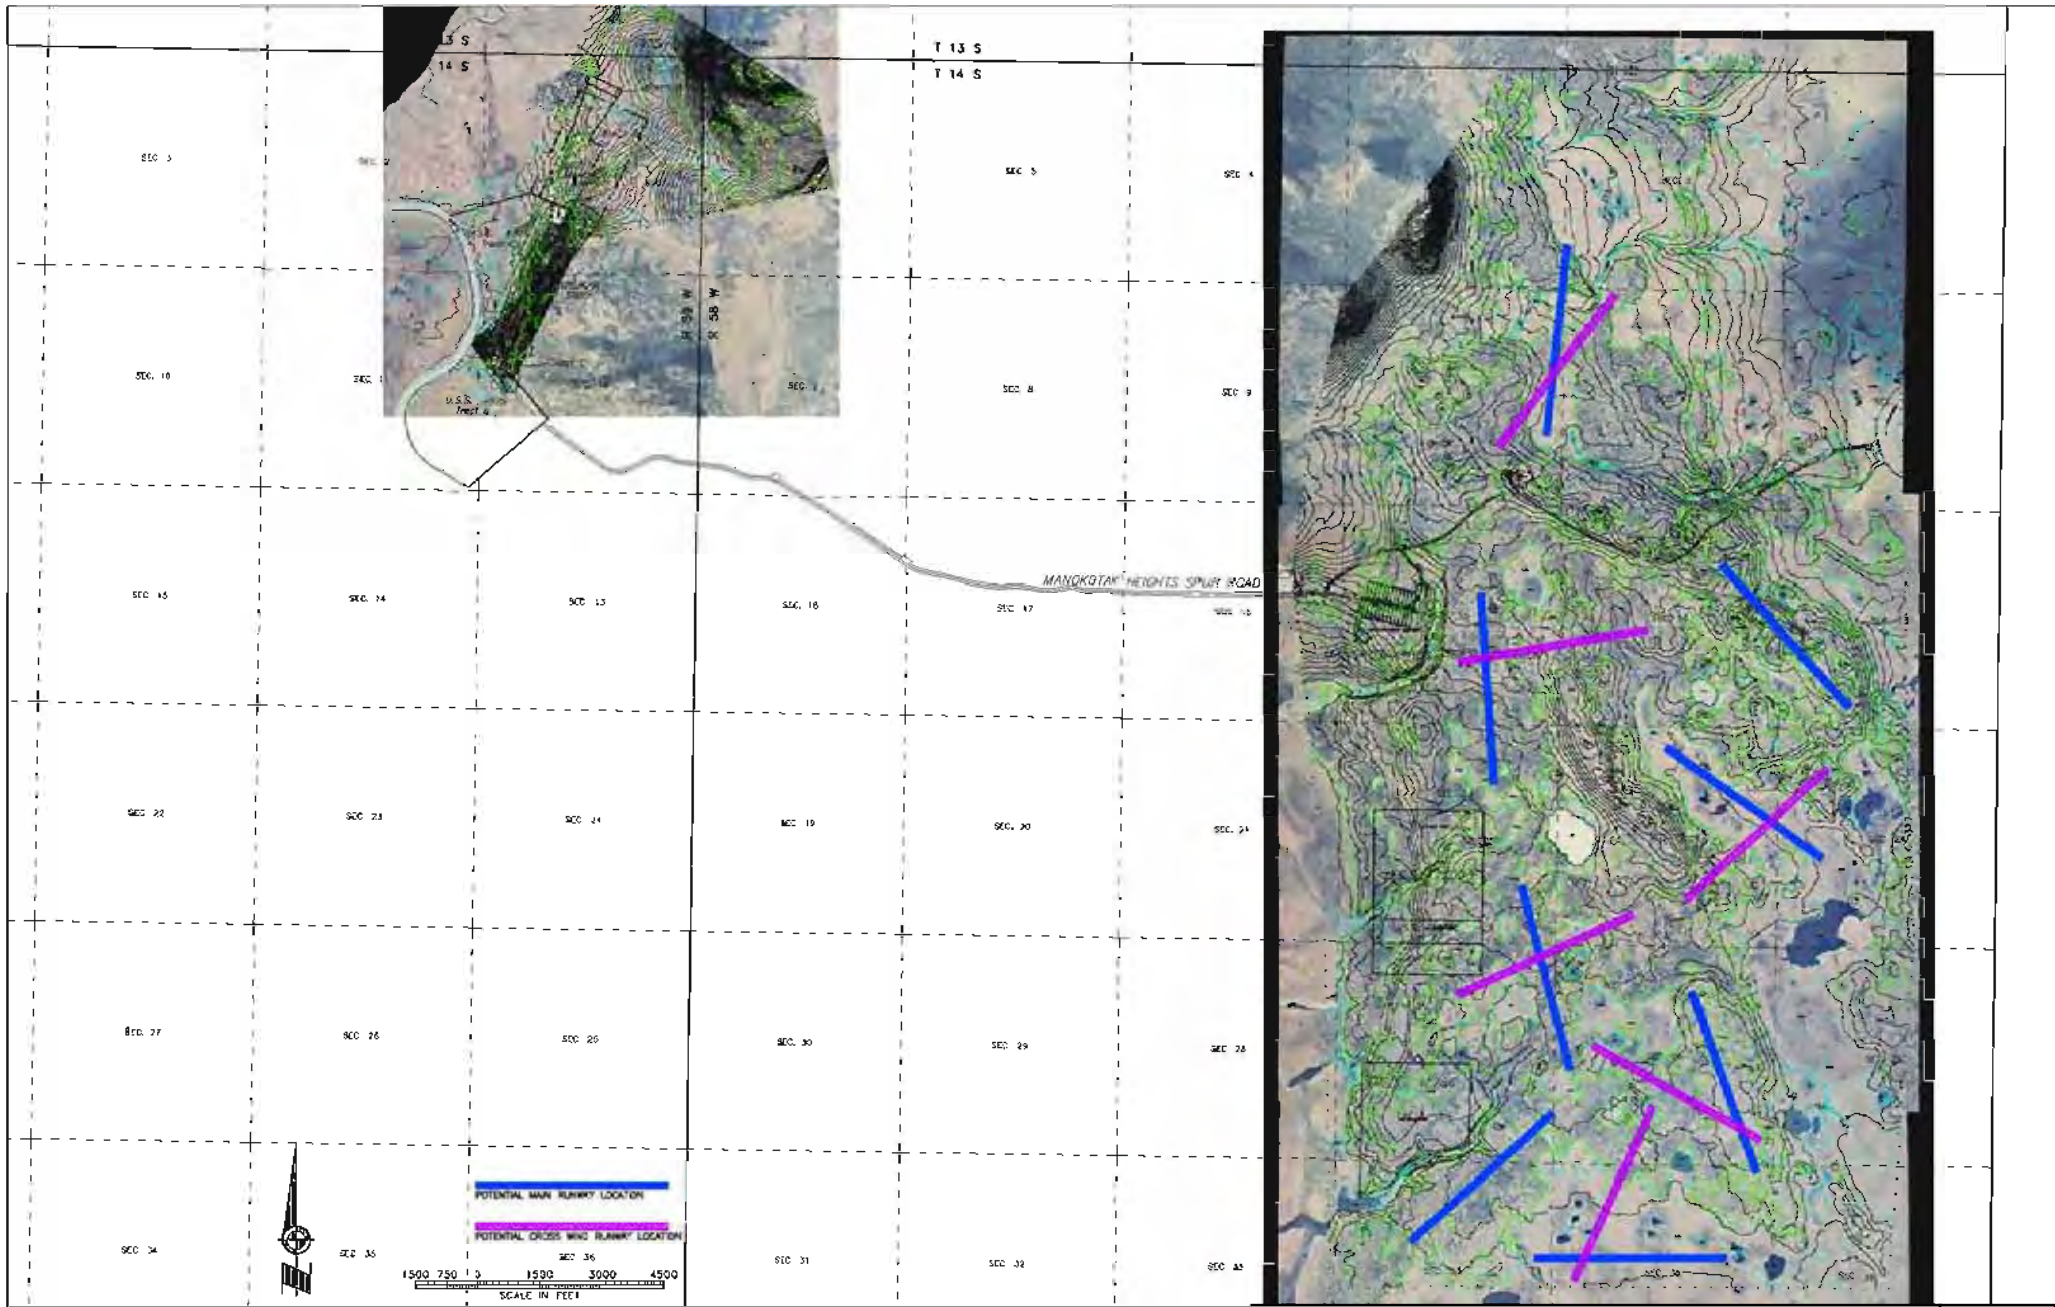 T 13 S
T 14 S
13 S
14 S
SEC 3
SEC 5
SEC 4
R 59 W
R 58 W
SEC. 10
SEC 8
SEC 9
U.S.S.
Tract
MANOKOTAK HEIGHTS SPUR ROAD
SEC 15
SEC 14
SEC 13
SEC. 18
SEC 17
SEC 22
SEC 23
SEC 24
SEC 19
SEC. 20
SEC 21
SEC. 27
SEC 26
SEC 25
SEC. 30
SEC 29
SEC 28
POTENTIAL MAIN RUNWAY LOCATION
POTENTIAL CROSS WIND RUNWAY LOCATION
SEC 34
SEC 35
SEC 36
SEC 31
SEC 32
SEC 33
1500 750 0 1500 3000 4500
SCALE IN FEET